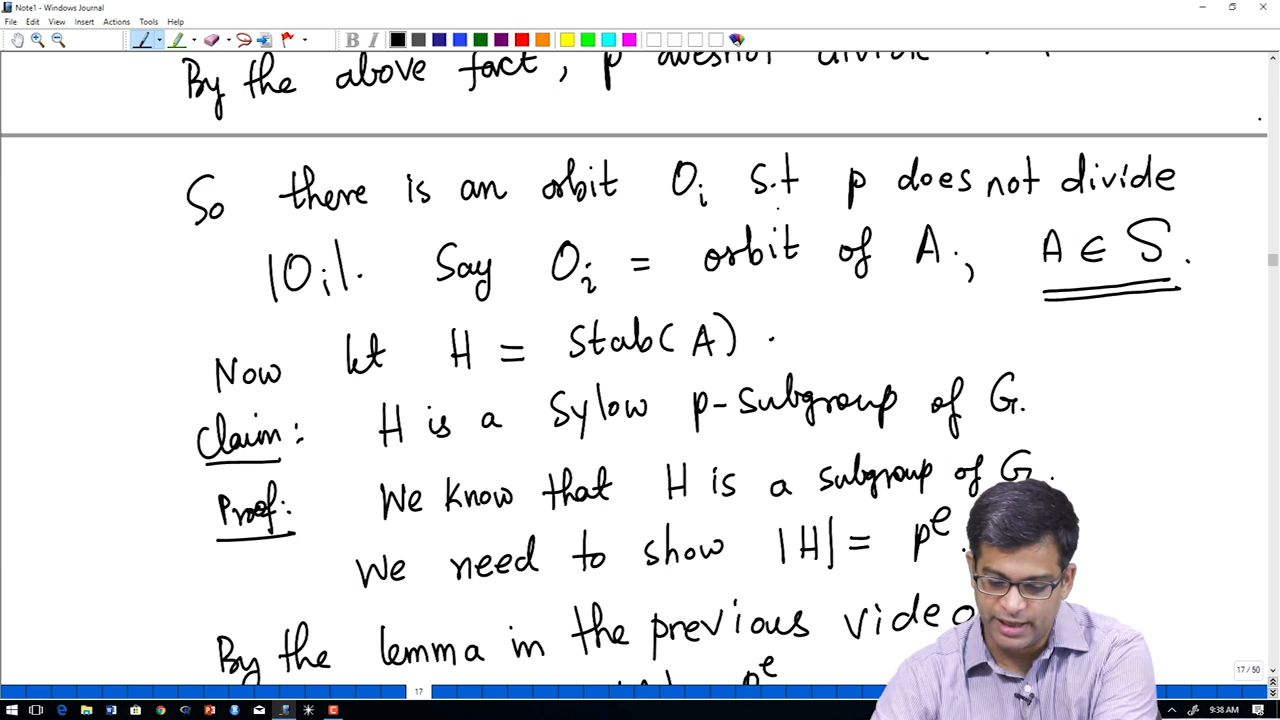 Note1 - Windows Journal
File Edit View Insert Actions Tools Help
By the above fact, p does not divide
So there is an orbit Oi s.t p does not divide
|Oi|. Say Oi = orbit of A., A ∈ S.
Now let H = Stab(A).
Claim: H is a Sylow p-subgroup of G.
Proof: We know that H is a subgroup of G.
We need to show |H| = p^e.
By the lemma in the previous video
p^e
17
17 / 50
9:38 AM